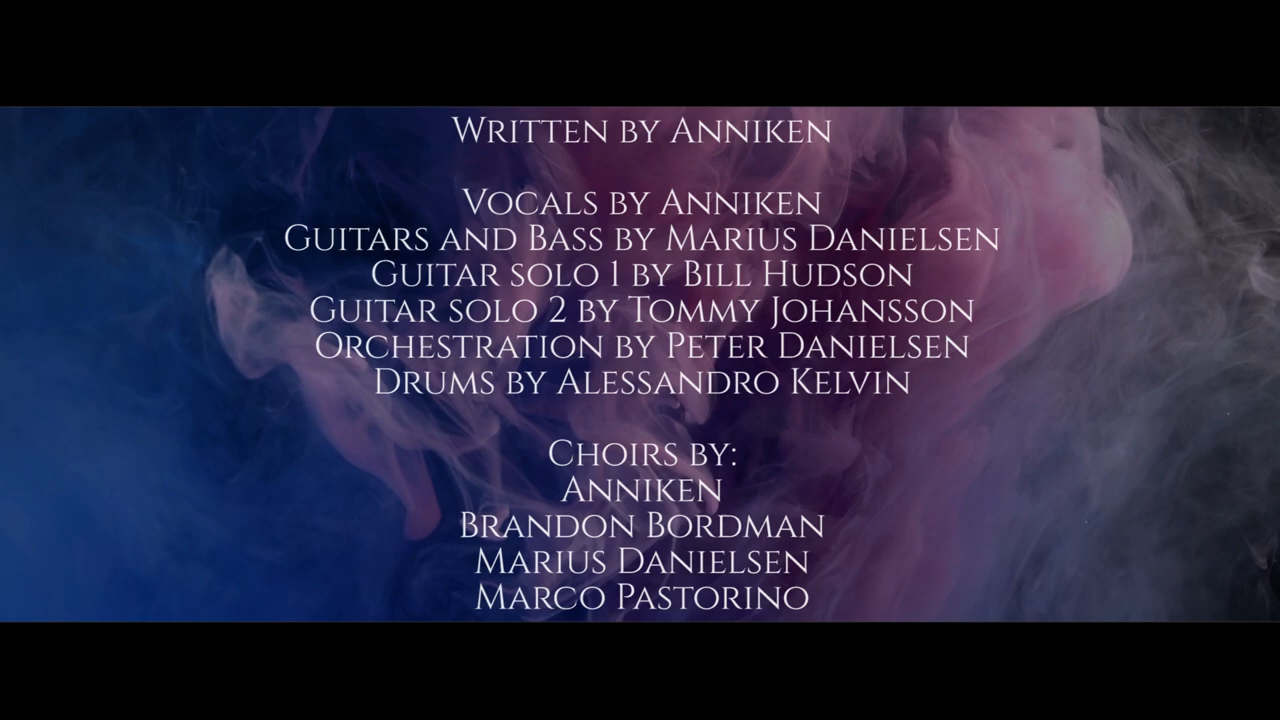 Written by Anniken
Vocals by Anniken
Guitars and Bass by Marius Danielsen
Guitar solo 1 by Bill Hudson
Guitar solo 2 by Tommy Johansson
Orchestration by Peter Danielsen
Drums by Alessandro Kelvin
Choirs by:
Anniken
Brandon Bordman
Marius Danielsen
Marco Pastorino